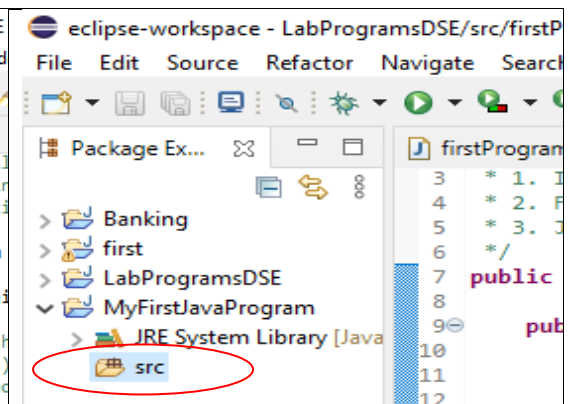 eclipse-workspace - LabProgramsDSE/src/firstP
File Edit Source Refactor Navigate Search
Package Ex...
firstProgram
Banking
first
LabProgramsDSE
MyFirstJavaProgram
JRE System Library [Java
src
3 * 1. I
4 * 2. F
5 * 3. J
6 */
7 public
8
9 pub
10
11
12